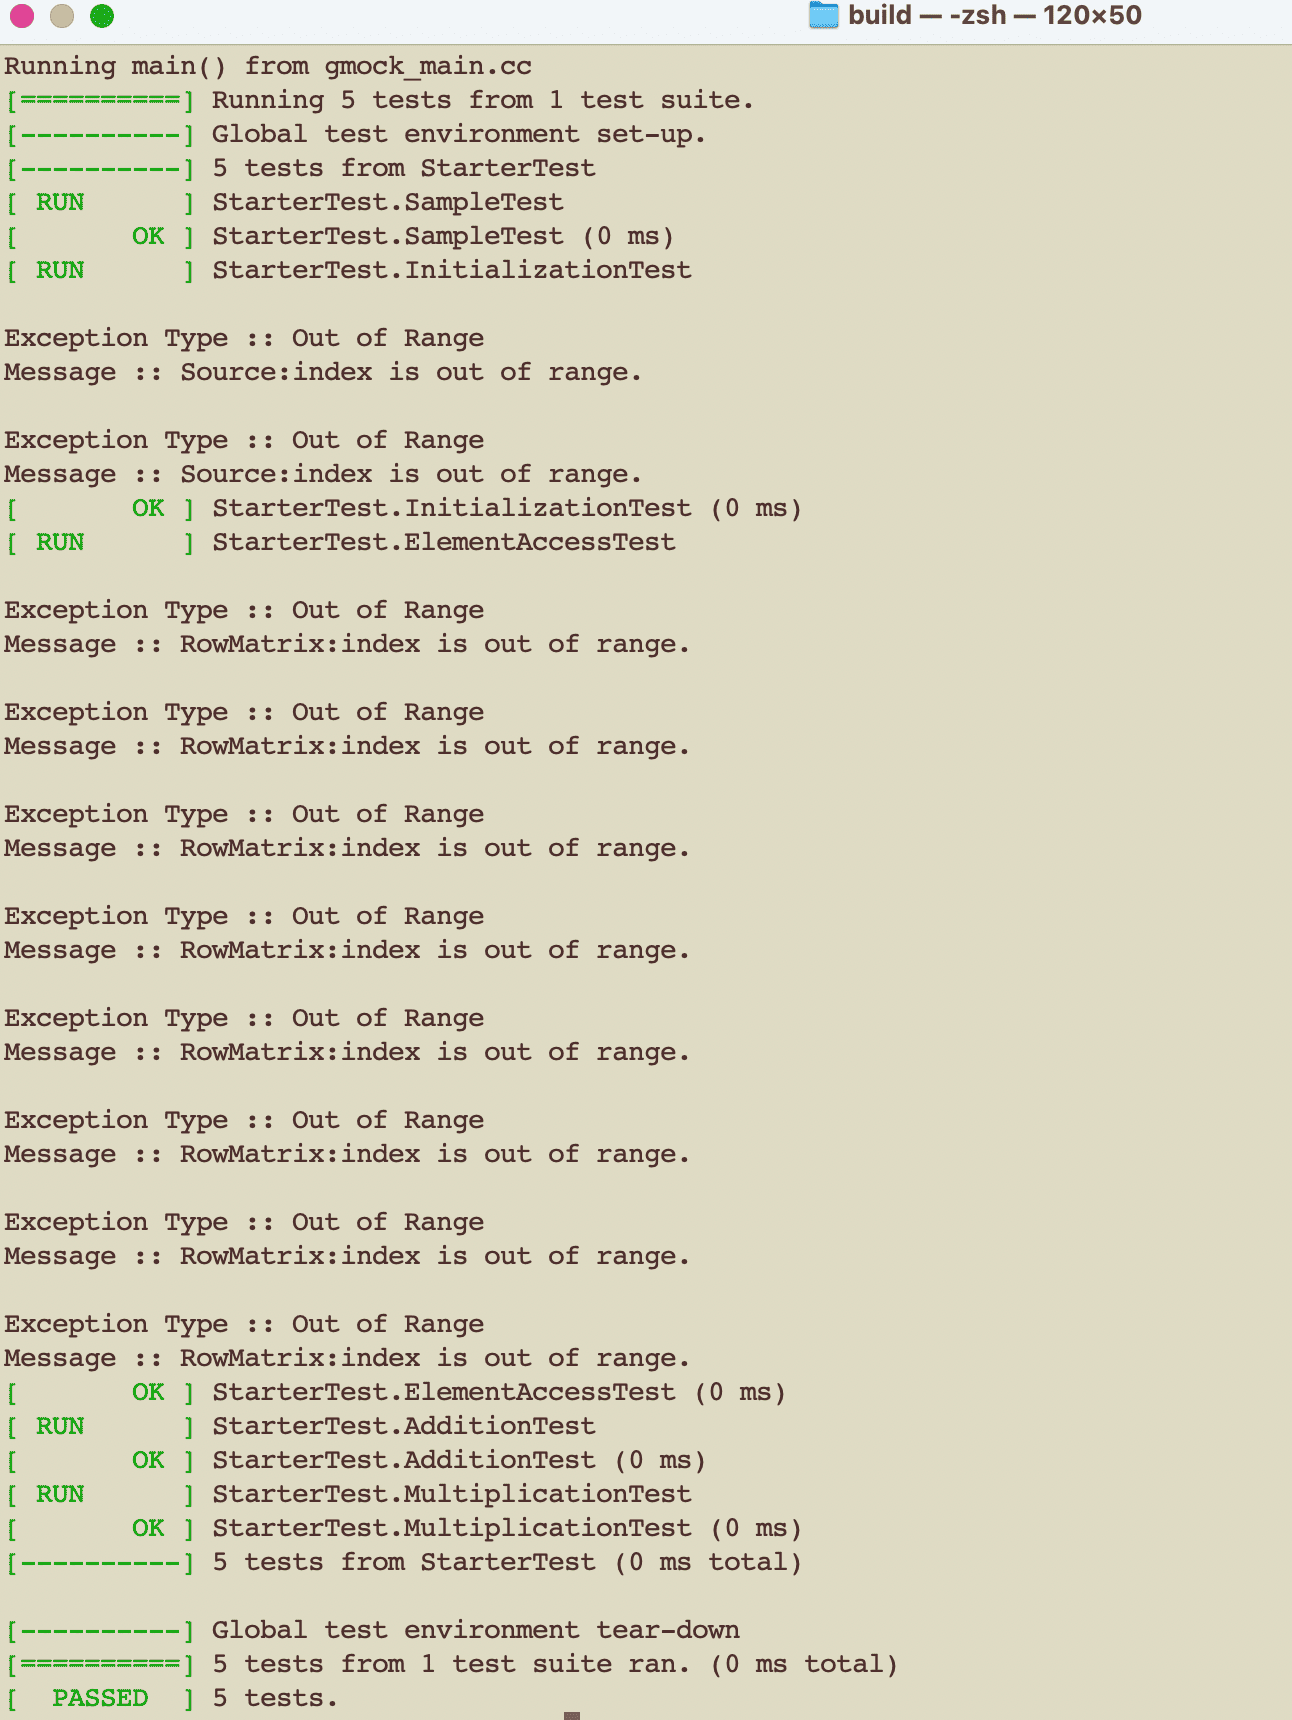 build — -zsh — 120×50
Running main() from gmock_main.cc
[==========] Running 5 tests from 1 test suite.
[----------] Global test environment set-up.
[----------] 5 tests from StarterTest
[ RUN      ] StarterTest.SampleTest
[       OK ] StarterTest.SampleTest (0 ms)
[ RUN      ] StarterTest.InitializationTest
Exception Type :: Out of Range
Message :: Source:index is out of range.
Exception Type :: Out of Range
Message :: Source:index is out of range.
[       OK ] StarterTest.InitializationTest (0 ms)
[ RUN      ] StarterTest.ElementAccessTest
Exception Type :: Out of Range
Message :: RowMatrix:index is out of range.
Exception Type :: Out of Range
Message :: RowMatrix:index is out of range.
Exception Type :: Out of Range
Message :: RowMatrix:index is out of range.
Exception Type :: Out of Range
Message :: RowMatrix:index is out of range.
Exception Type :: Out of Range
Message :: RowMatrix:index is out of range.
Exception Type :: Out of Range
Message :: RowMatrix:index is out of range.
Exception Type :: Out of Range
Message :: RowMatrix:index is out of range.
Exception Type :: Out of Range
Message :: RowMatrix:index is out of range.
[       OK ] StarterTest.ElementAccessTest (0 ms)
[ RUN      ] StarterTest.AdditionTest
[       OK ] StarterTest.AdditionTest (0 ms)
[ RUN      ] StarterTest.MultiplicationTest
[       OK ] StarterTest.MultiplicationTest (0 ms)
[----------] 5 tests from StarterTest (0 ms total)
[----------] Global test environment tear-down
[==========] 5 tests from 1 test suite ran. (0 ms total)
[  PASSED  ] 5 tests.